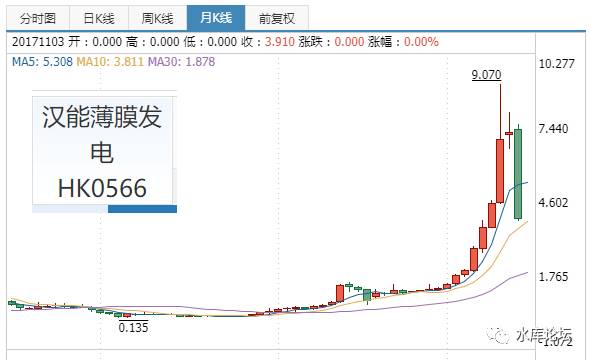 分时图 日K线 周K线 月K线 前复权
20171103 开：0.000 高：0.000 低：0.000 收：3.910 涨跌：0.000 涨幅：0.00%
MA5: 5.308 MA10: 3.811 MA30: 1.878
10.277
9.070
汉能薄膜发
电
HK0566
7.440
4.602
1.765
0.135
水库论坛
-1.072